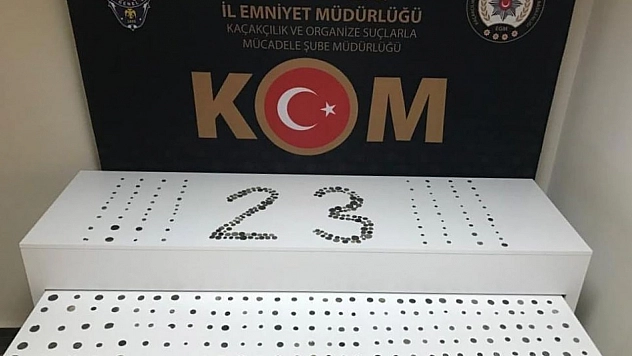 İL EMNİYET MÜDÜRLÜĞÜ
KAÇAKÇILIK VE ORGANİZE SUÇLARLA
MÜCADELE ŞUBE MÜDÜRLÜĞÜ
KOM
23